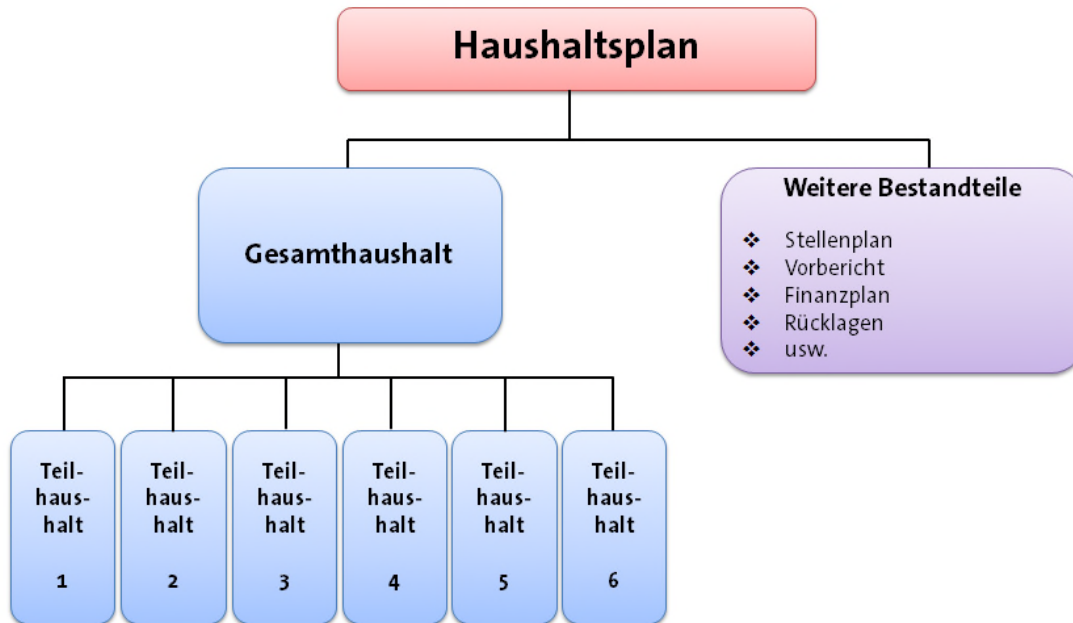 Haushaltsplan
Gesamthaushalt
Weitere Bestandteile
❖ Stellenplan
❖ Vorbericht
❖ Finanzplan
❖ Rücklagen
❖ usw.
Teil-
haus-
halt
1
Teil-
haus-
halt
2
Teil-
haus-
halt
3
Teil-
haus-
halt
4
Teil-
haus-
halt
5
Teil-
haus-
halt
6